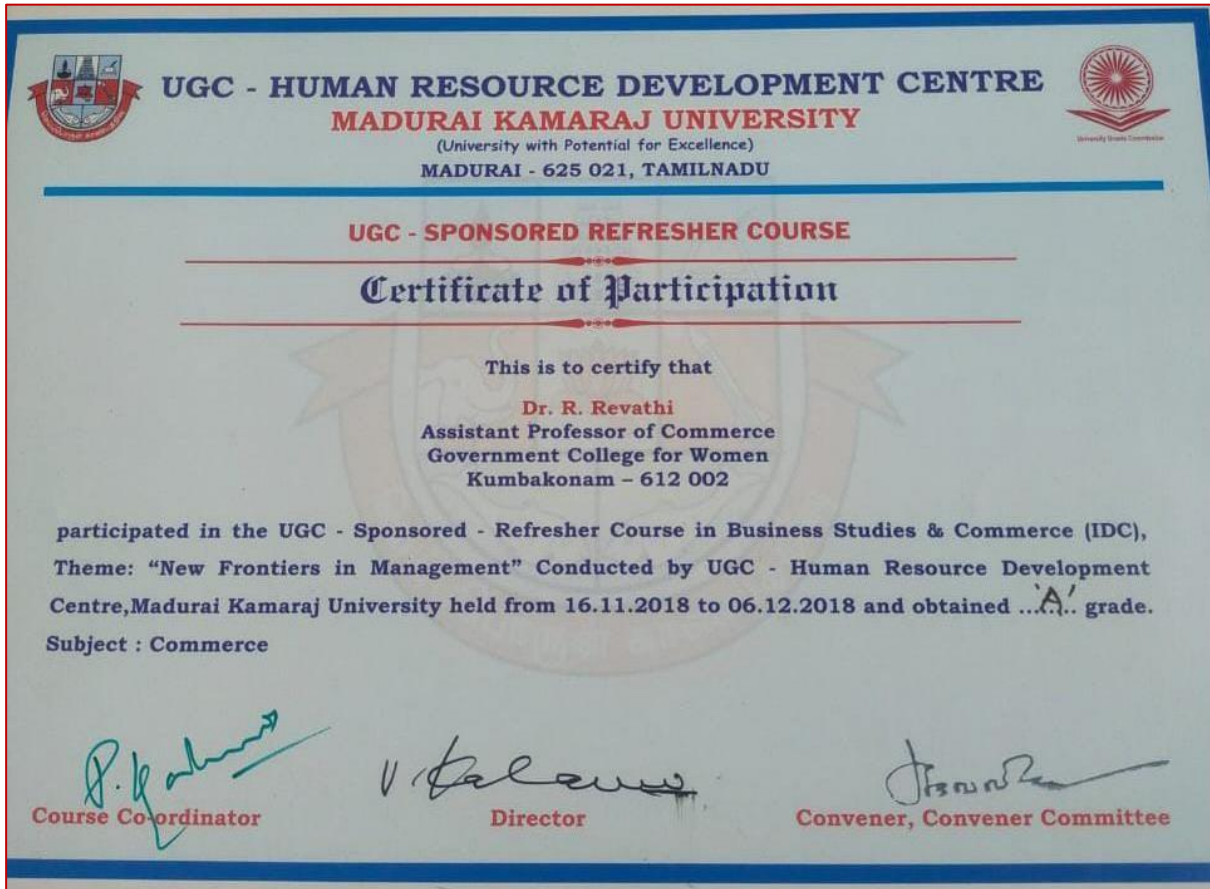 UGC - HUMAN RESOURCE DEVELOPMENT CENTRE
MADURAI KAMARAJ UNIVERSITY
(University with Potential for Excellence)
MADURAI - 625 021, TAMILNADU
University Grants Commission
UGC - SPONSORED REFRESHER COURSE
Certificate of Participation
This is to certify that
Dr. R. Revathi
Assistant Professor of Commerce
Government College for Women
Kumbakonam – 612 002
participated in the UGC - Sponsored - Refresher Course in Business Studies & Commerce (IDC),
Theme: “New Frontiers in Management” Conducted by UGC - Human Resource Development
Centre,Madurai Kamaraj University held from 16.11.2018 to 06.12.2018 and obtained ...'A'.. grade.
Subject : Commerce
Course Co-ordinator
Director
Convener, Convener Committee